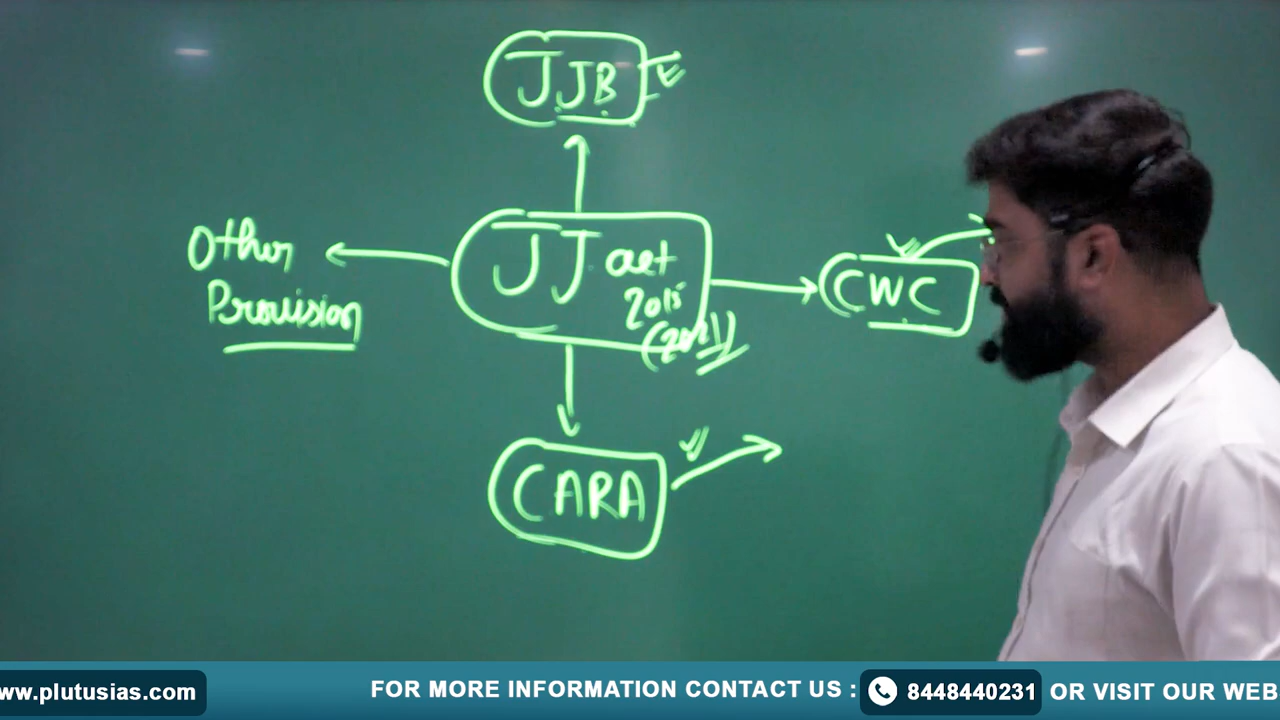 JJB
Other
Provision
JJ act
2015
(2021)
CWC
CARA
ww.plutusias.com
FOR MORE INFORMATION CONTACT US : 8448440231 OR VISIT OUR WEB